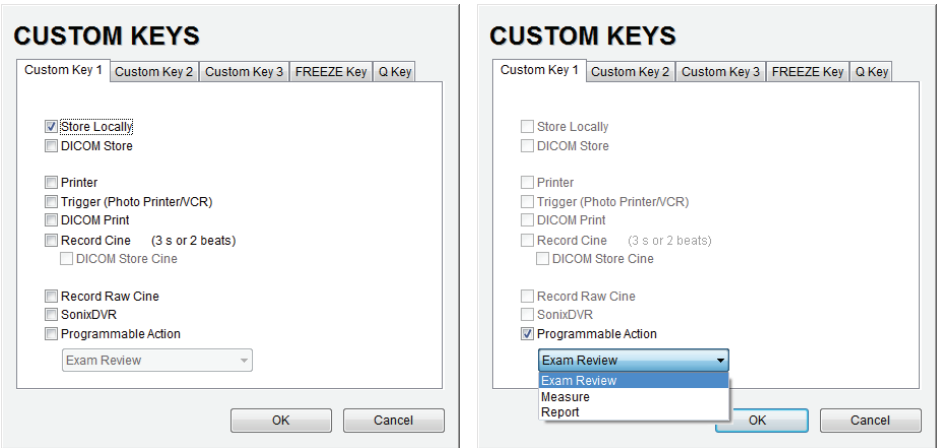 CUSTOM KEYS
Custom Key 1 Custom Key 2 Custom Key 3 FREEZE Key Q Key
Store Locally
DICOM Store
Printer
Trigger (Photo Printer/VCR)
DICOM Print
Record Cine (3 s or 2 beats)
DICOM Store Cine
Record Raw Cine
SonixDVR
Programmable Action
Exam Review
OK Cancel
CUSTOM KEYS
Custom Key 1 Custom Key 2 Custom Key 3 FREEZE Key Q Key
Store Locally
DICOM Store
Printer
Trigger (Photo Printer/VCR)
DICOM Print
Record Cine (3 s or 2 beats)
DICOM Store Cine
Record Raw Cine
SonixDVR
Programmable Action
Exam Review
Exam Review
Measure
Report
OK Cancel